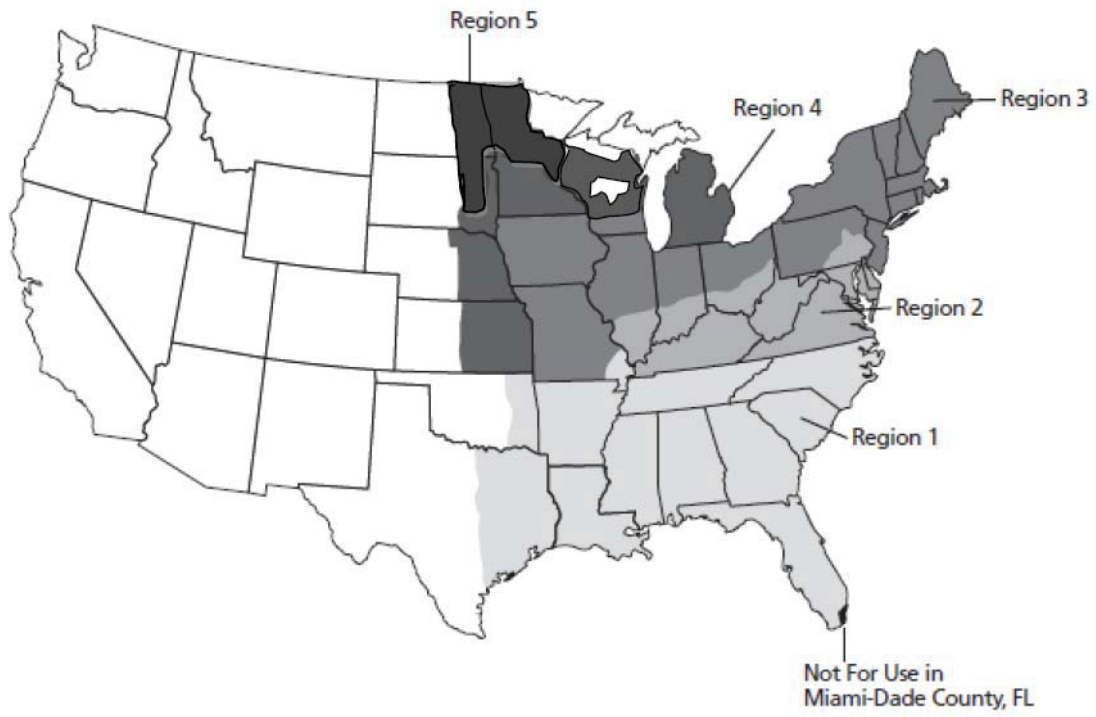 Region 5
Region 4
Region 3
Region 2
Region 1
Not For Use in
Miami-Dade County, FL